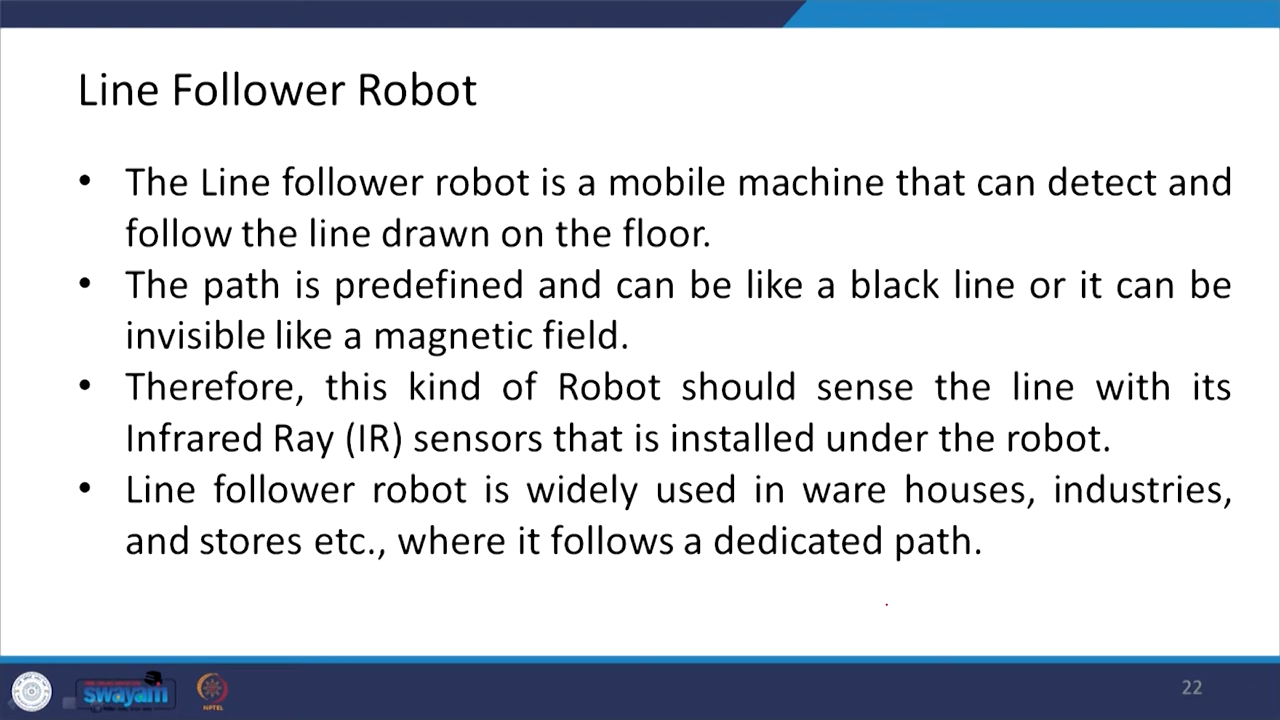 Line Follower Robot
• The Line follower robot is a mobile machine that can detect and
follow the line drawn on the floor.
• The path is predefined and can be like a black line or it can be
invisible like a magnetic field.
• Therefore, this kind of Robot should sense the line with its
Infrared Ray (IR) sensors that is installed under the robot.
• Line follower robot is widely used in ware houses, industries,
and stores etc., where it follows a dedicated path.
swayam
NPTEL
22